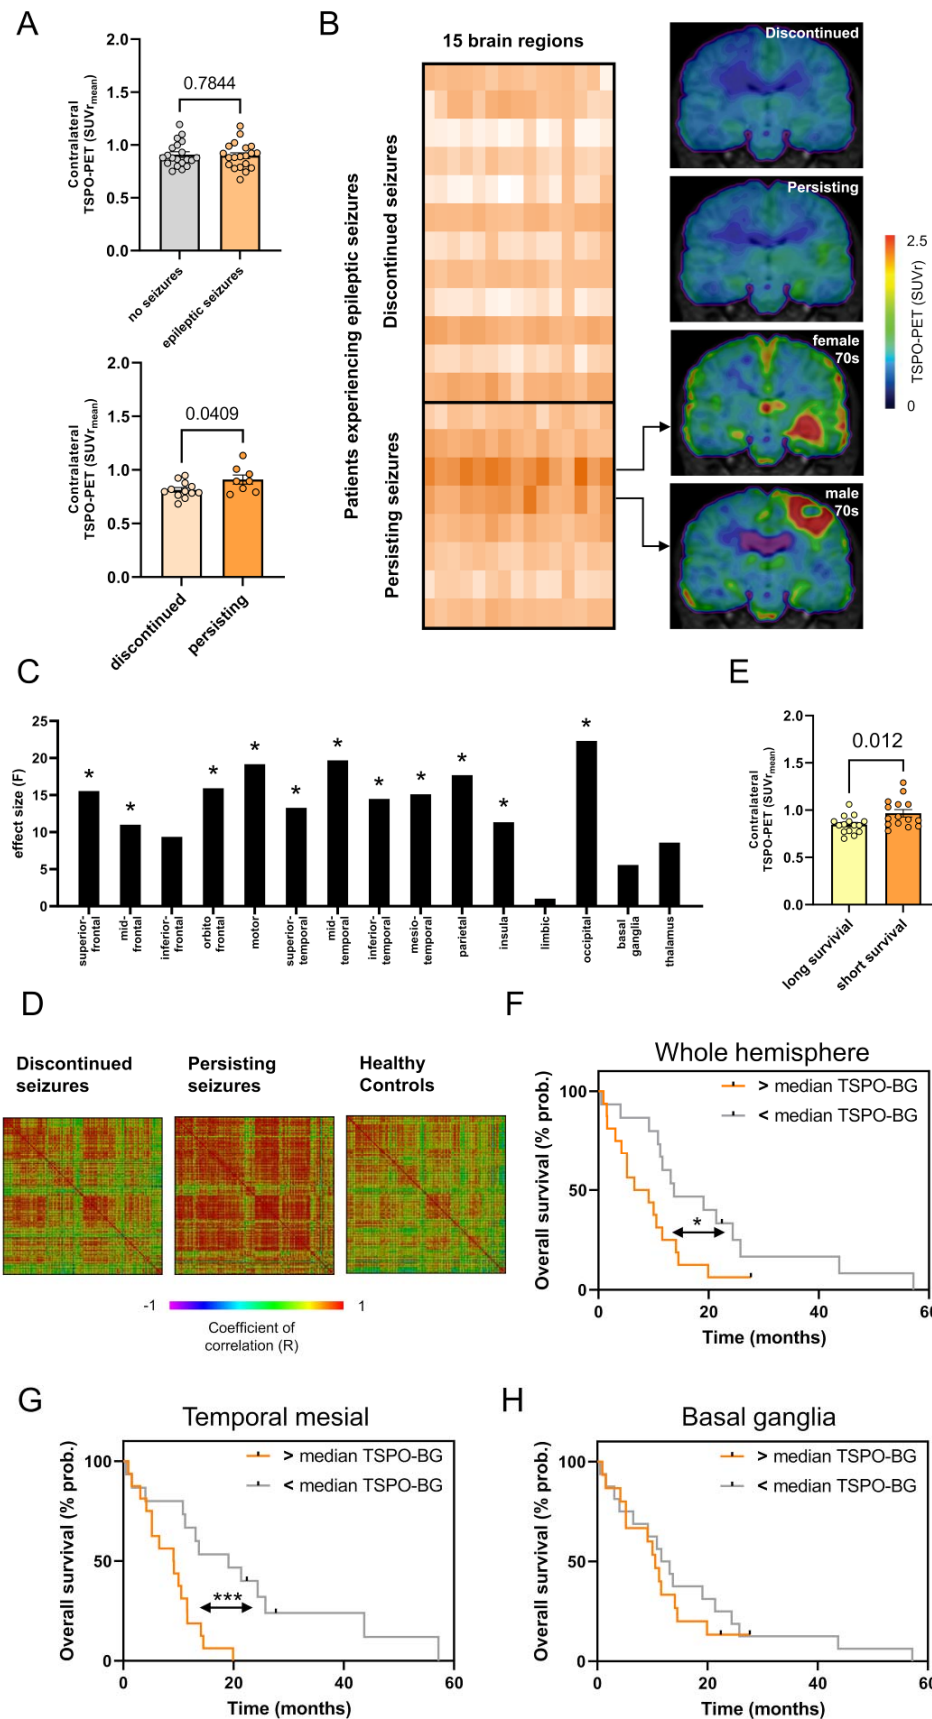 A
Contralateral
TSPO-PET (SUVr_mean)
2.0
1.5
1.0
0.5
0.0
0.7844
no seizures
epileptic seizures
Contralateral
TSPO-PET (SUVr_mean)
2.0
1.5
1.0
0.5
0.0
0.0409
discontinued
persisting
B
15 brain regions
Patients experiencing epileptic seizures
Discontinued seizures
Persisting seizures
Discontinued
Persisting
female
70s
male
70s
2.5
TSPO-PET (SUVr)
0
C
effect size (F)
25
20
15
10
5
0
* * * * * * * * * * *
superior-
frontal
mid-
frontal
inferior-
frontal
orbito
frontal
motor
superior-
temporal
mid-
temporal
inferior-
temporal
mesio-
temporal
parietal
insula
limbic
occipital
basal
ganglia
thalamus
E
Contralateral
TSPO-PET (SUVr_mean)
2.0
1.5
1.0
0.5
0.0
0.012
long survivial
short survival
D
Discontinued
seizures
Persisting
seizures
Healthy
Controls
-1
1
Coefficient of
correlation (R)
F
Whole hemisphere
> median TSPO-BG
< median TSPO-BG
Overall survival (% prob.)
100
50
0
*
0 20 40 60
Time (months)
G
Temporal mesial
> median TSPO-BG
< median TSPO-BG
Overall survival (% prob.)
100
50
0
***
0 20 40 60
Time (months)
H
Basal ganglia
> median TSPO-BG
< median TSPO-BG
Overall survival (% prob.)
100
50
0
0 20 40 60
Time (months)